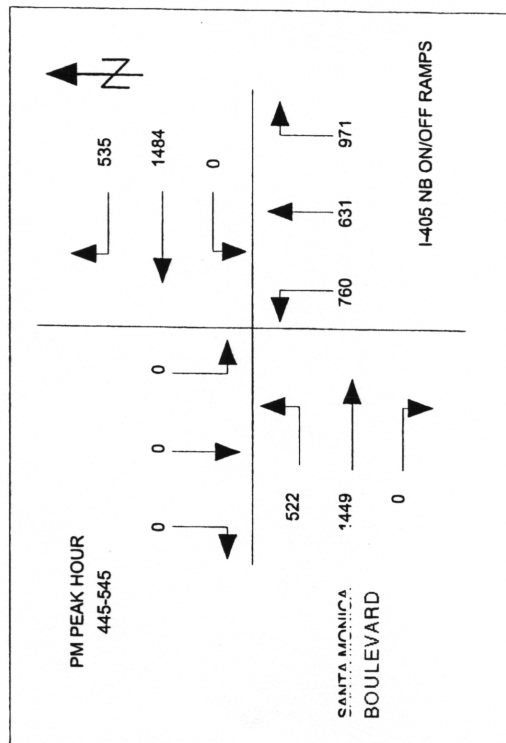 PM PEAK HOUR
445-545
0 0 0
535
1484
0
522
1449
0
760 631 971
SANTA MONICA
BOULEVARD
I-405 NB ON/OFF RAMPS